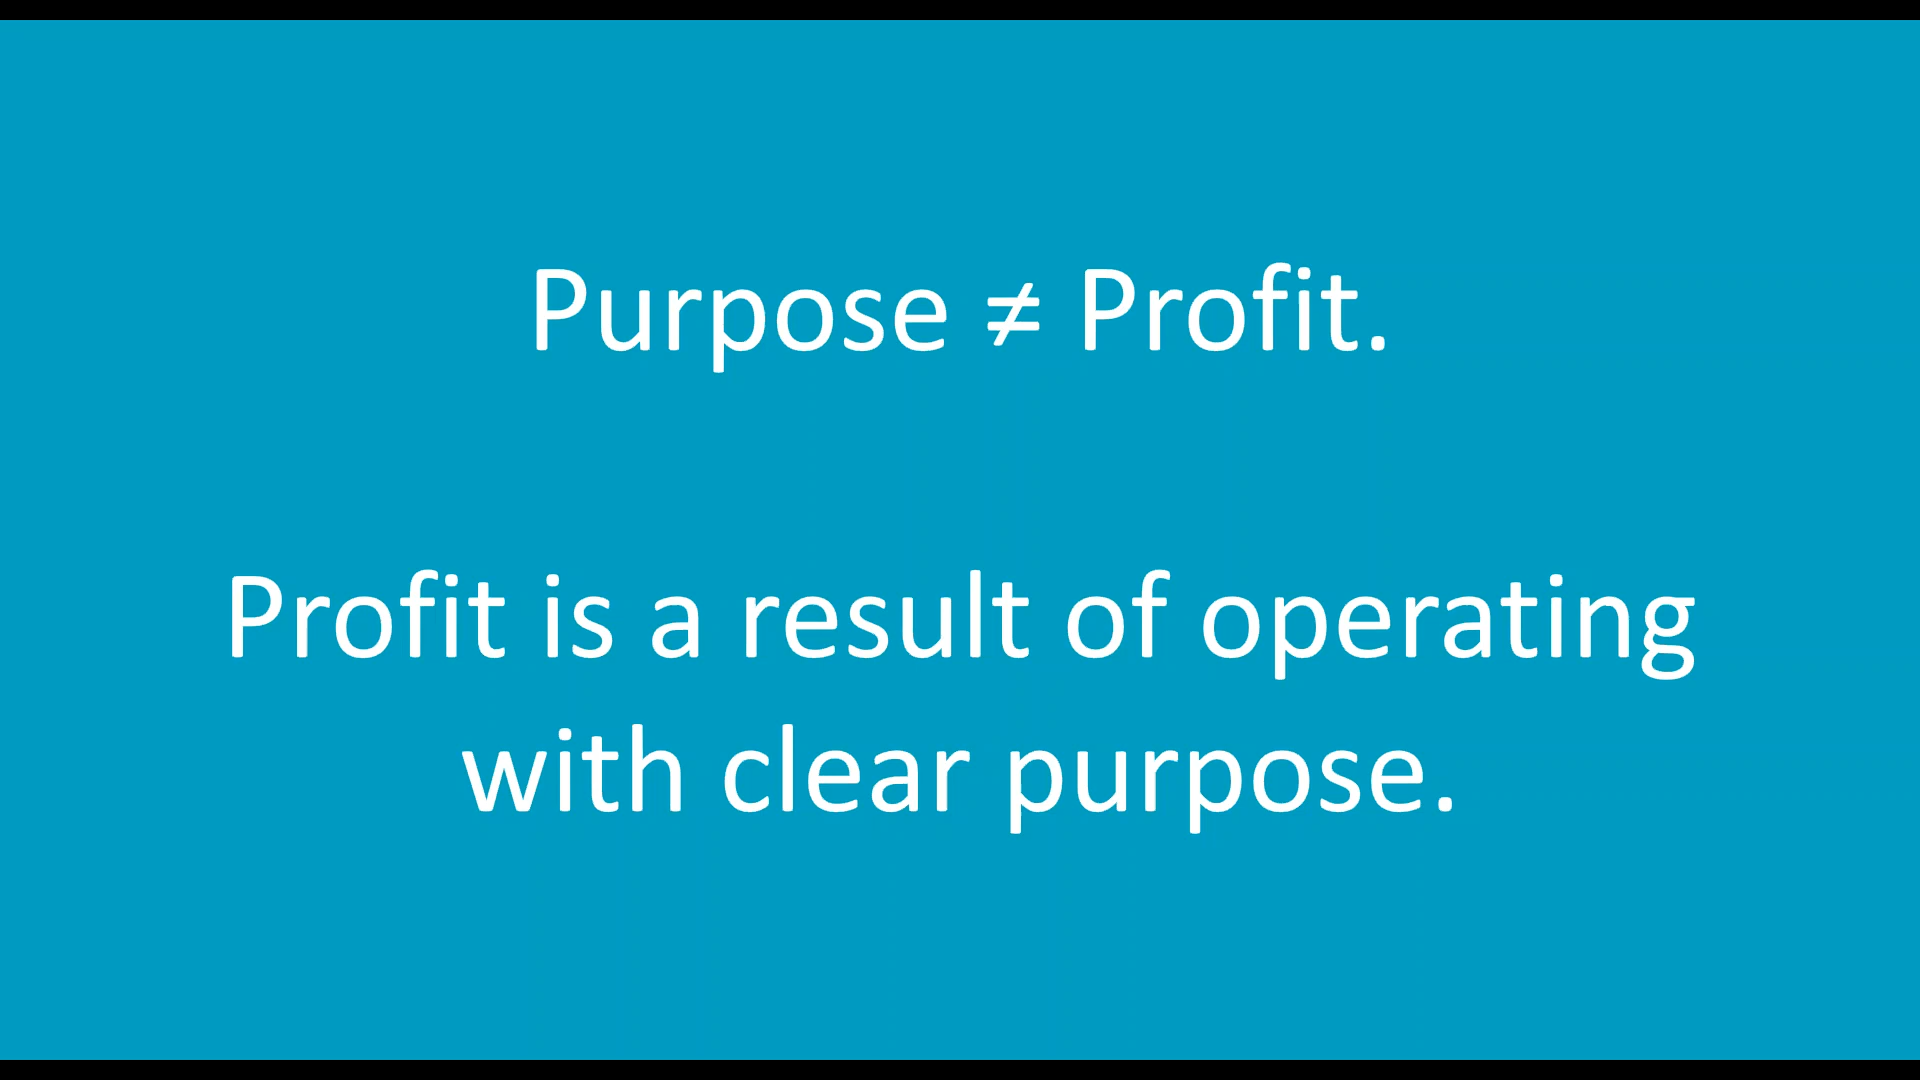 Purpose ≠ Profit.
Profit is a result of operating
with clear purpose.